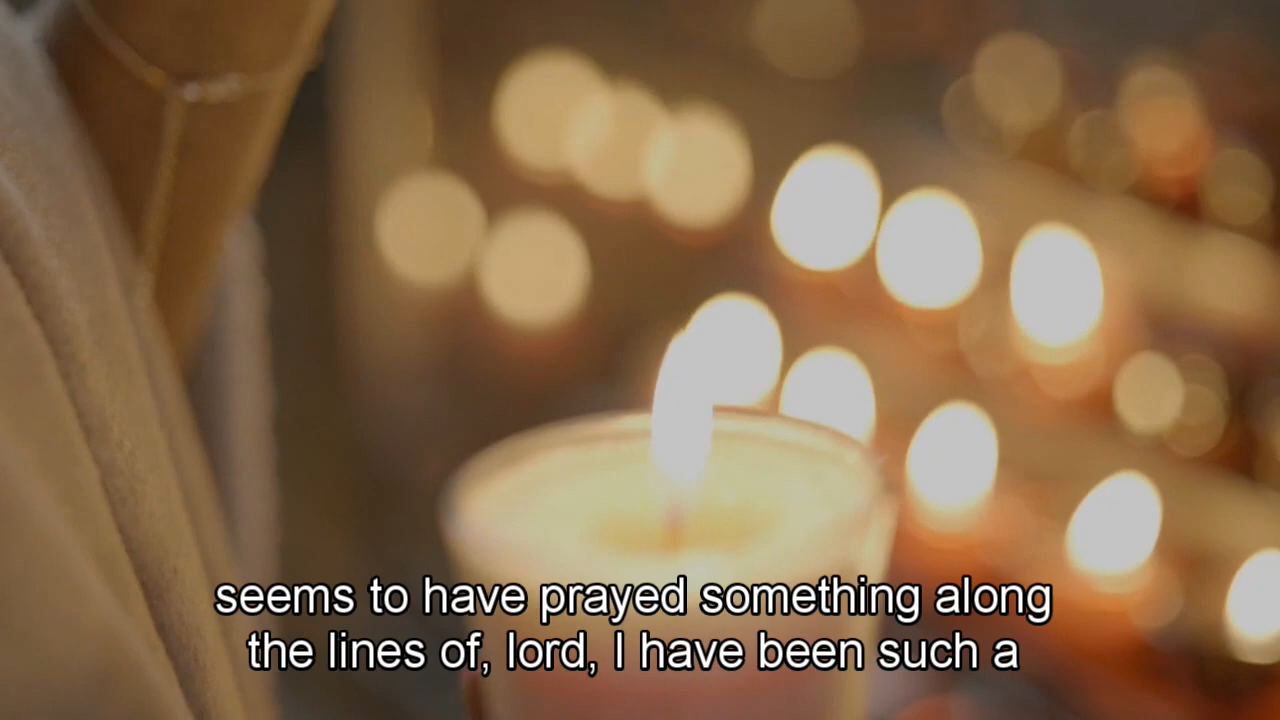 seems to have prayed something along
the lines of, lord, I have been such a